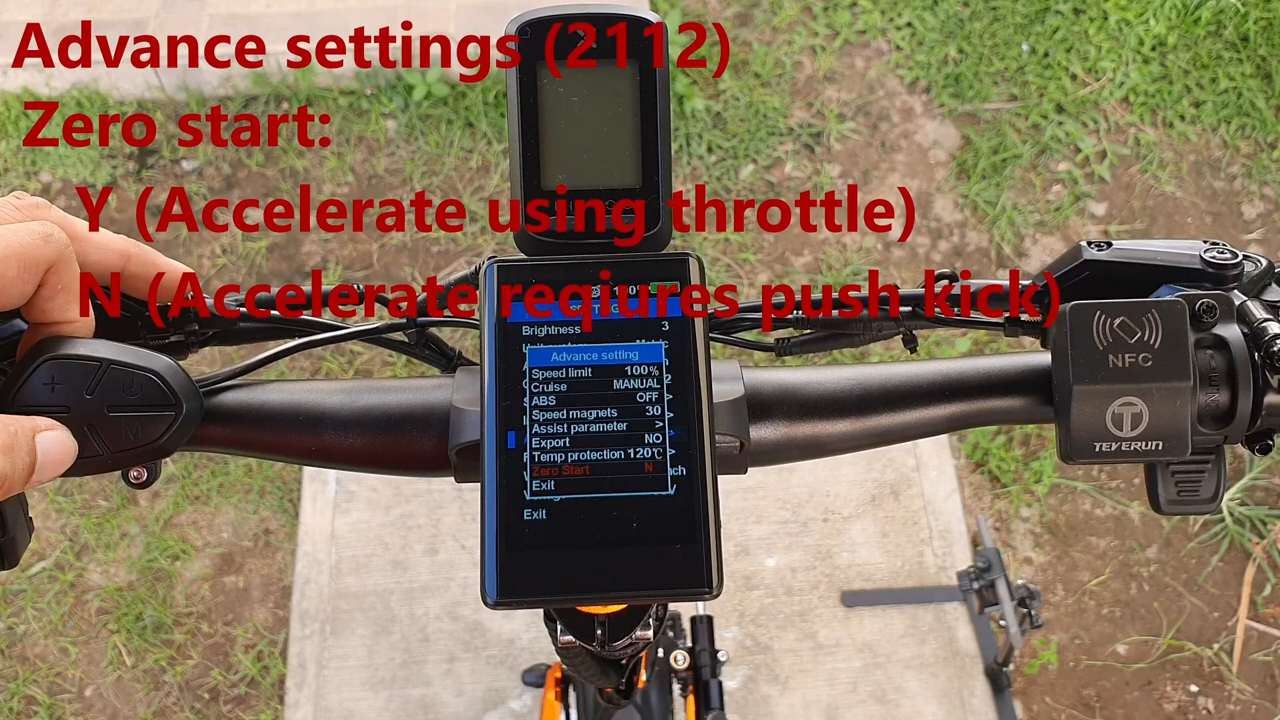 Advance settings (2112)
Zero start:
Y (Accelerate using throttle)
N (Accelerate reqiures push kick)
Brightness 3
Advance setting
Speed limit 100%
Cruise MANUAL
ABS OFF
Speed magnets 30
Assist parameter >
Export NO
Temp protection 120℃
Zero Start N
Exit
Exit
+
M
NFC
TEVERUN